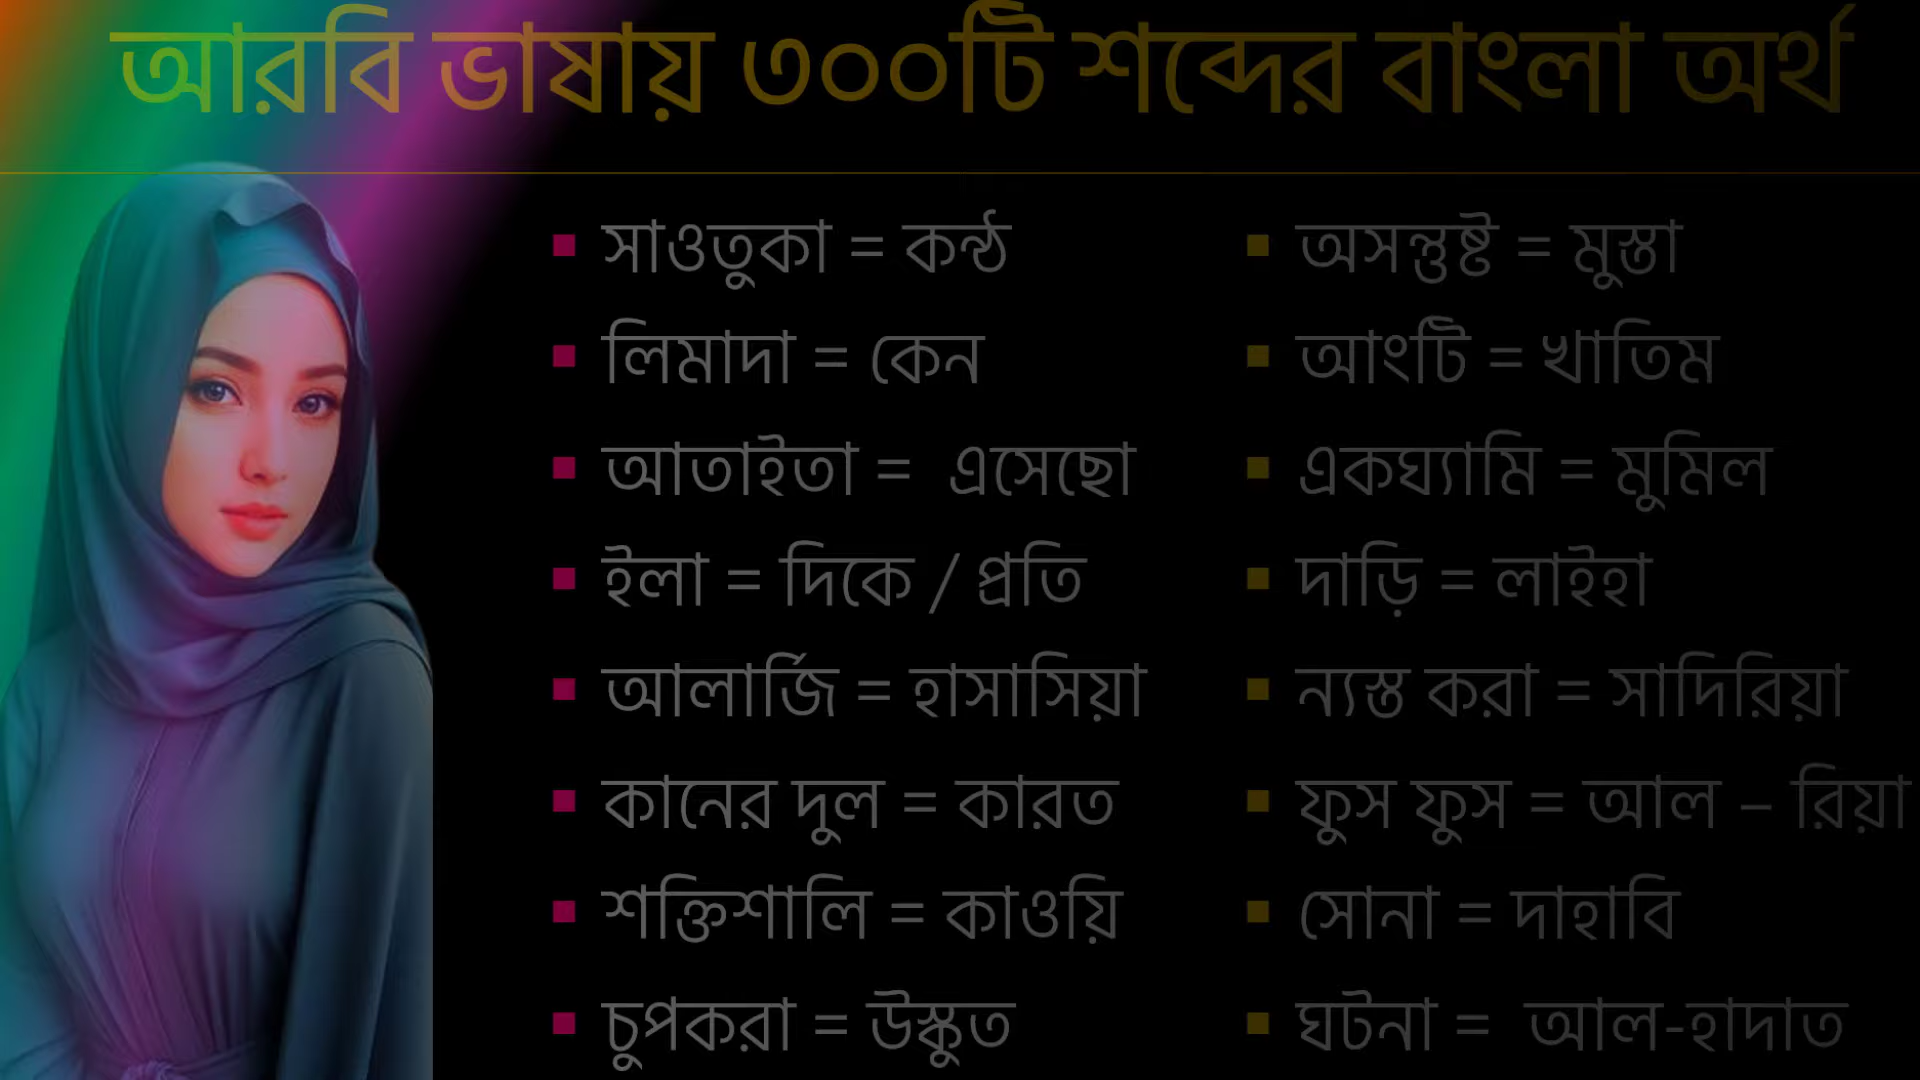 আরবি ভাষায় ৩০০টি শব্দের বাংলা অর্থ
সাওতুকা = কন্ঠ
লিমাদা = কেন
আতাইতা = এসেছো
ইলা = দিকে / প্রতি
আলার্জি = হাসাসিয়া
কানের দুল = কারত
শক্তিশালি = কাওয়ি
চুপকরা = উস্কুত
অসন্তুষ্ট = মুস্তা
আংটি = খাতিম
একঘ্যামি = মুমিল
দাড়ি = লাইহা
ন্যস্ত করা = সাদিরিয়া
ফুস ফুস = আল – রিয়া
সোনা = দাহাবি
ঘটনা = আল-হাদাত